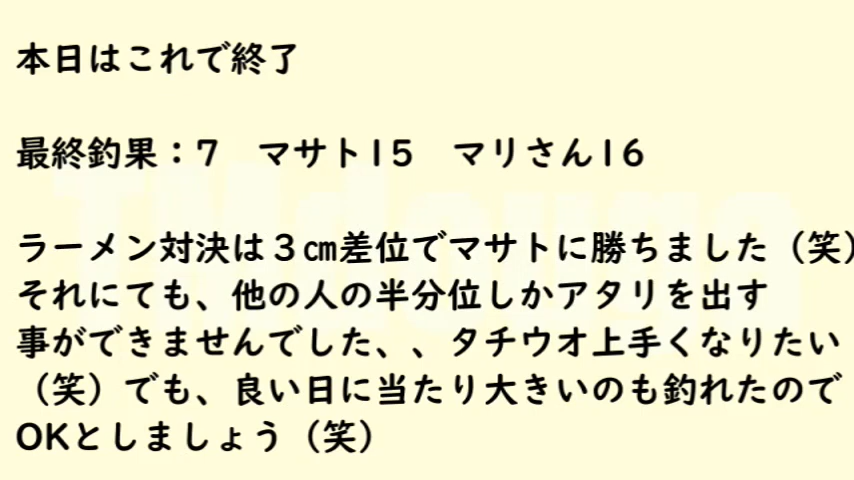 本日はこれで終了
最終釣果：7　マサト15　マリさん16
ラーメン対決は３㎝差位でマサトに勝ちました（笑）
それにても、他の人の半分位しかアタリを出す
事ができませんでした、、タチウオ上手くなりたい
（笑）でも、良い日に当たり大きいのも釣れたので
OKとしましょう（笑）